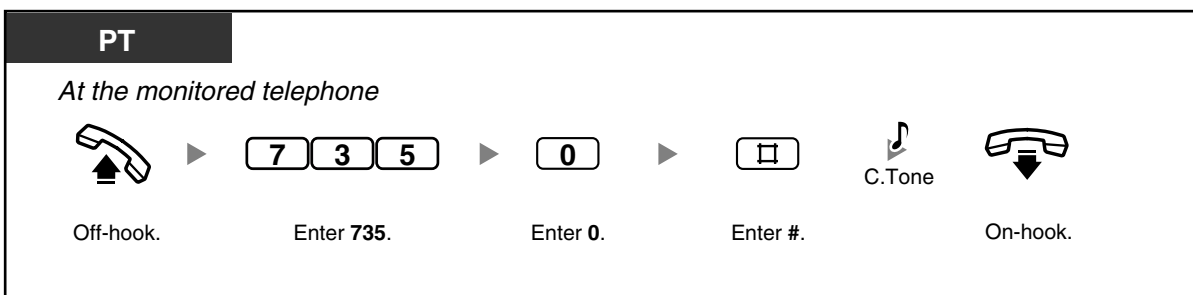 PT
At the monitored telephone
7 3 5 0 #
C.Tone
Off-hook. Enter 735. Enter 0. Enter #. On-hook.